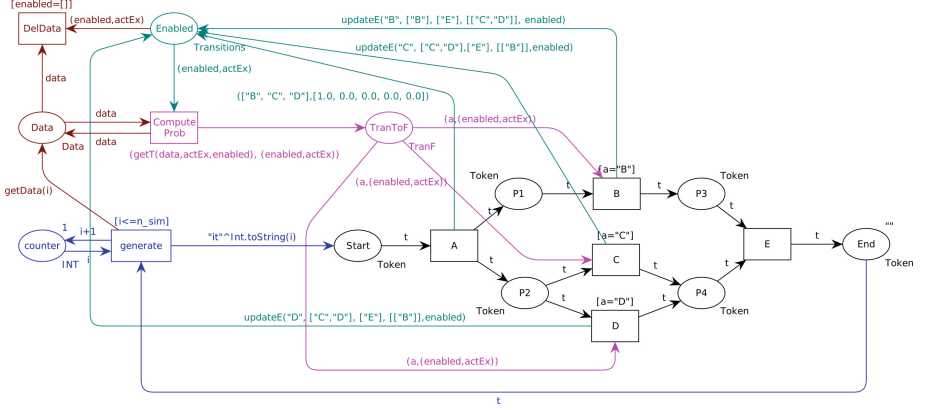 [enabled=[]]
DelData
(enabled,actEx)
Enabled
Transitions
updateE("B", ["B"], ["E"], [["C","D"]], enabled)
updateE("C", ["C","D"],["E"], [["B"]],enabled)
data
(enabled,actEx)
(["B", "C", "D"],[1.0, 0.0, 0.0, 0.0, 0.0])
Data
data
Data
data
Compute
Prob
TranToF
TranF
(a,(enabled,actEx))
(getT(data,actEx,enabled), (enabled,actEx))
(a,(enabled,actEx))
[a="B"]
getData(i)
Token
P1
t
B
t
P3
Token
t
t
1
i+1
counter
INT
i
[i<=n_sim]
generate
"it"^Int.toString(i)
Start
Token
t
A
[a="C"]
C
t
E
t
""
End
Token
t
P2
Token
t
t
t
P4
Token
t
[a="D"]
D
t
updateE("D", ["C","D"], ["E"], [["B"]],enabled)
(a,(enabled,actEx))
t